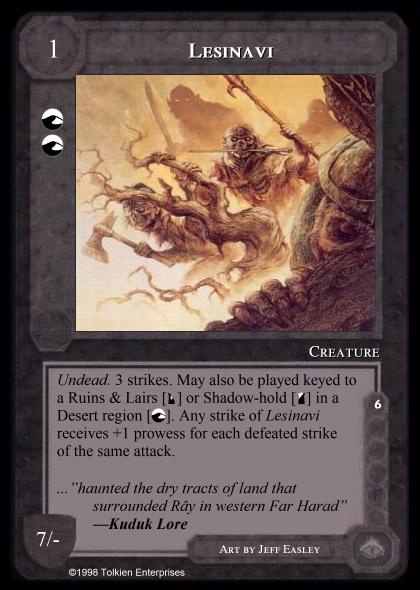 1
LESINAVI
CREATURE
Undead. 3 strikes. May also be played keyed to
a Ruins & Lairs [] or Shadow-hold [] in a
Desert region []. Any strike of Lesinavi
receives +1 prowess for each defeated strike
of the same attack.
6
..."haunted the dry tracts of land that
surrounded Rây in western Far Harad"
—Kuduk Lore
7/-
ART BY JEFF EASLEY
©1998 Tolkien Enterprises